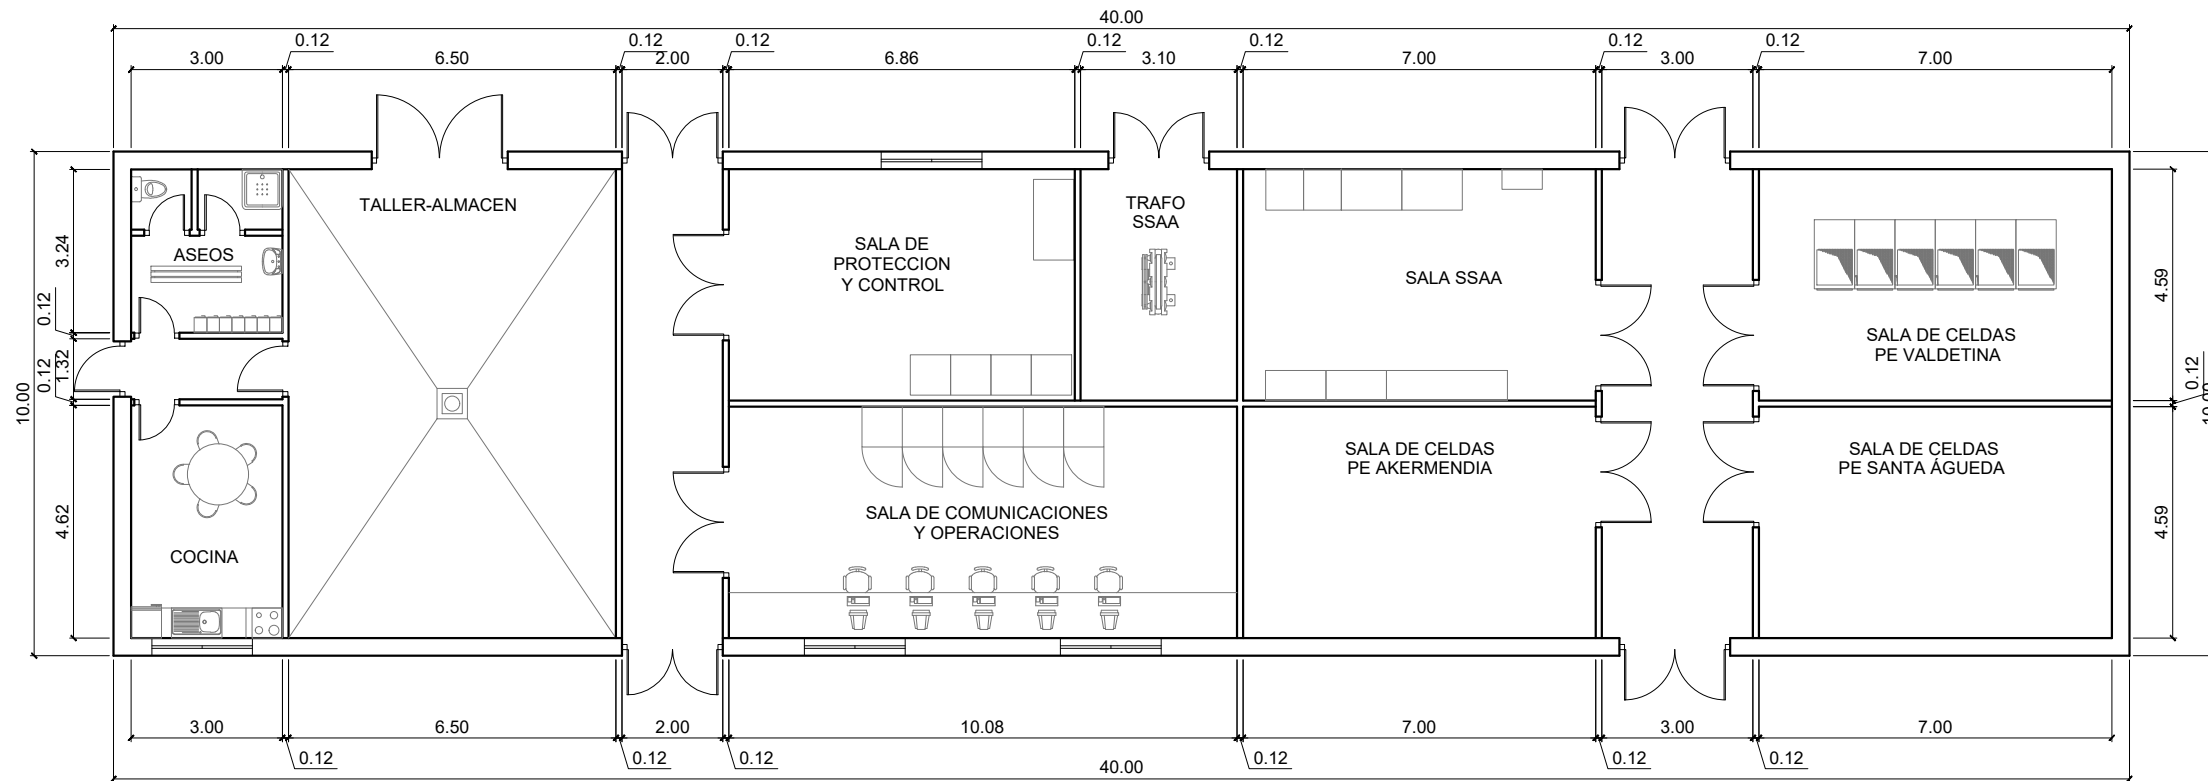 40.00
0.12
0.12
0.12
0.12
0.12
0.12
0.12
3.00
6.50
2.00
6.86
3.10
7.00
3.00
7.00
TALLER-ALMACEN
TRAFO
SSAA
ASEOS
SALA DE
PROTECCION
Y CONTROL
SALA SSAA
SALA DE CELDAS
PE VALDETINA
3.24
0.12
1.32
0.12
10.00
4.62
4.59
0.12
10.00
4.59
SALA DE CELDAS
PE AKERMENDIA
SALA DE CELDAS
PE SANTA ÁGUEDA
SALA DE COMUNICACIONES
Y OPERACIONES
COCINA
3.00
6.50
2.00
10.08
7.00
3.00
7.00
0.12
0.12
0.12
0.12
0.12
0.12
40.00